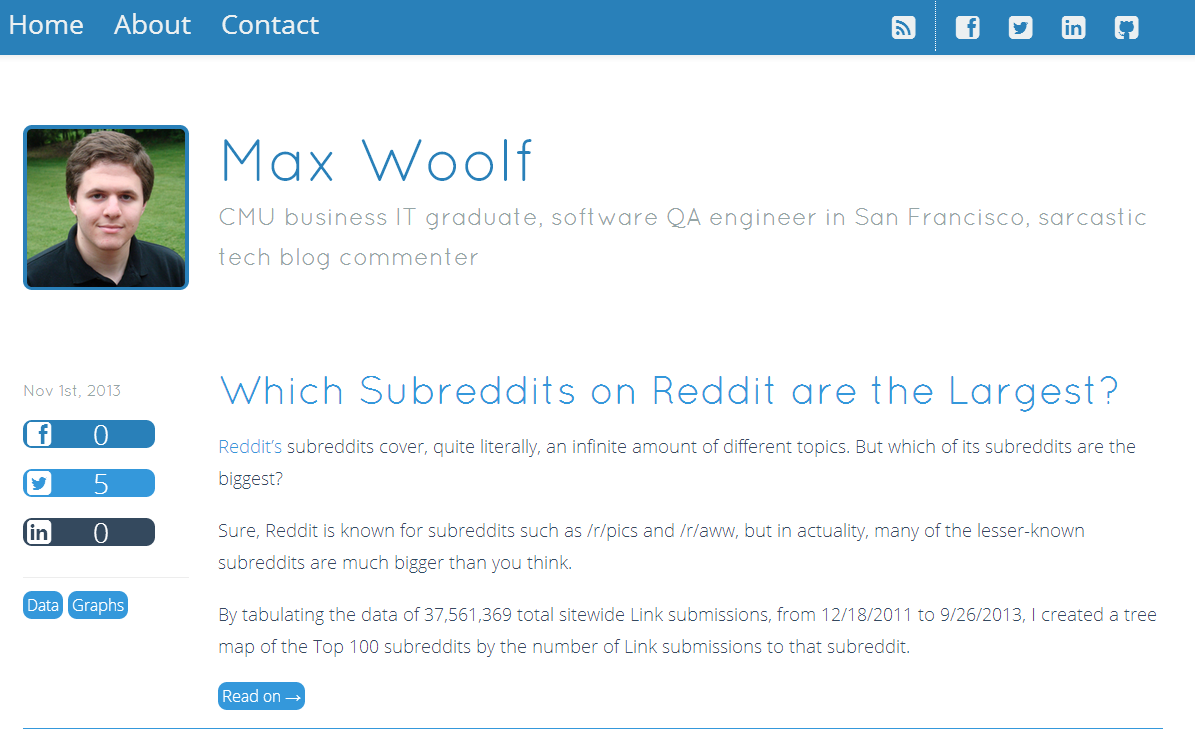 Home About Contact
Max Woolf
CMU business IT graduate, software QA engineer in San Francisco, sarcastic
tech blog commenter
Nov 1st, 2013
0
5
0
Data Graphs
Which Subreddits on Reddit are the Largest?
Reddit's subreddits cover, quite literally, an infinite amount of different topics. But which of its subreddits are the
biggest?
Sure, Reddit is known for subreddits such as /r/pics and /r/aww, but in actuality, many of the lesser-known
subreddits are much bigger than you think.
By tabulating the data of 37,561,369 total sitewide Link submissions, from 12/18/2011 to 9/26/2013, I created a tree
map of the Top 100 subreddits by the number of Link submissions to that subreddit.
Read on →